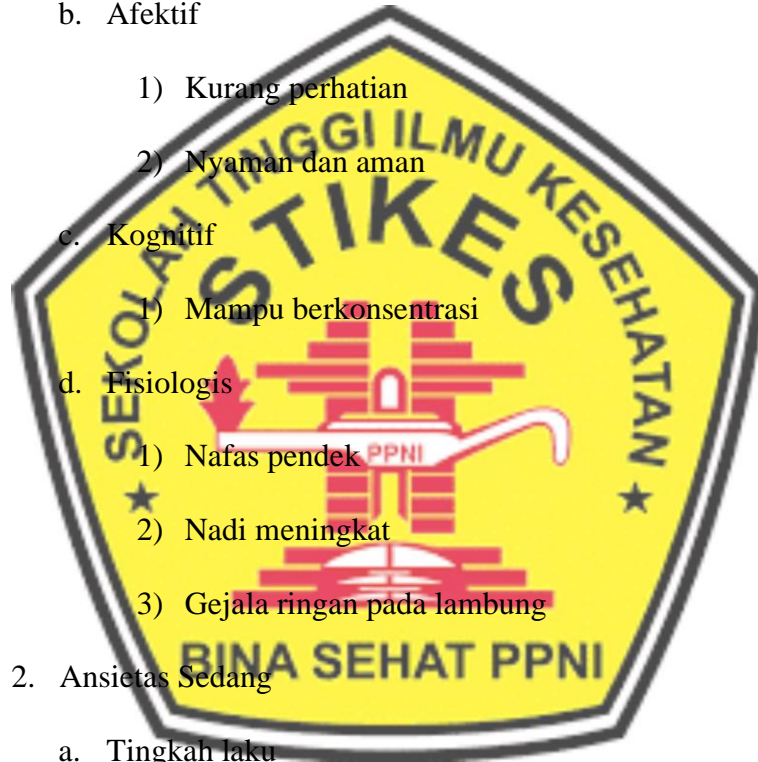 b. Afektif
1) Kurang perhatian
2) Nyaman dan aman
c. Kognitif
1) Mampu berkonsentrasi
d. Fisiologis
1) Nafas pendek
2) Nadi meningkat
3) Gejala ringan pada lambung
2. Ansietas Sedang
a. Tingkah laku
SEKOLAH TINGGI ILMU KESEHATAN
STIKES
PPNI
BINA SEHAT PPNI